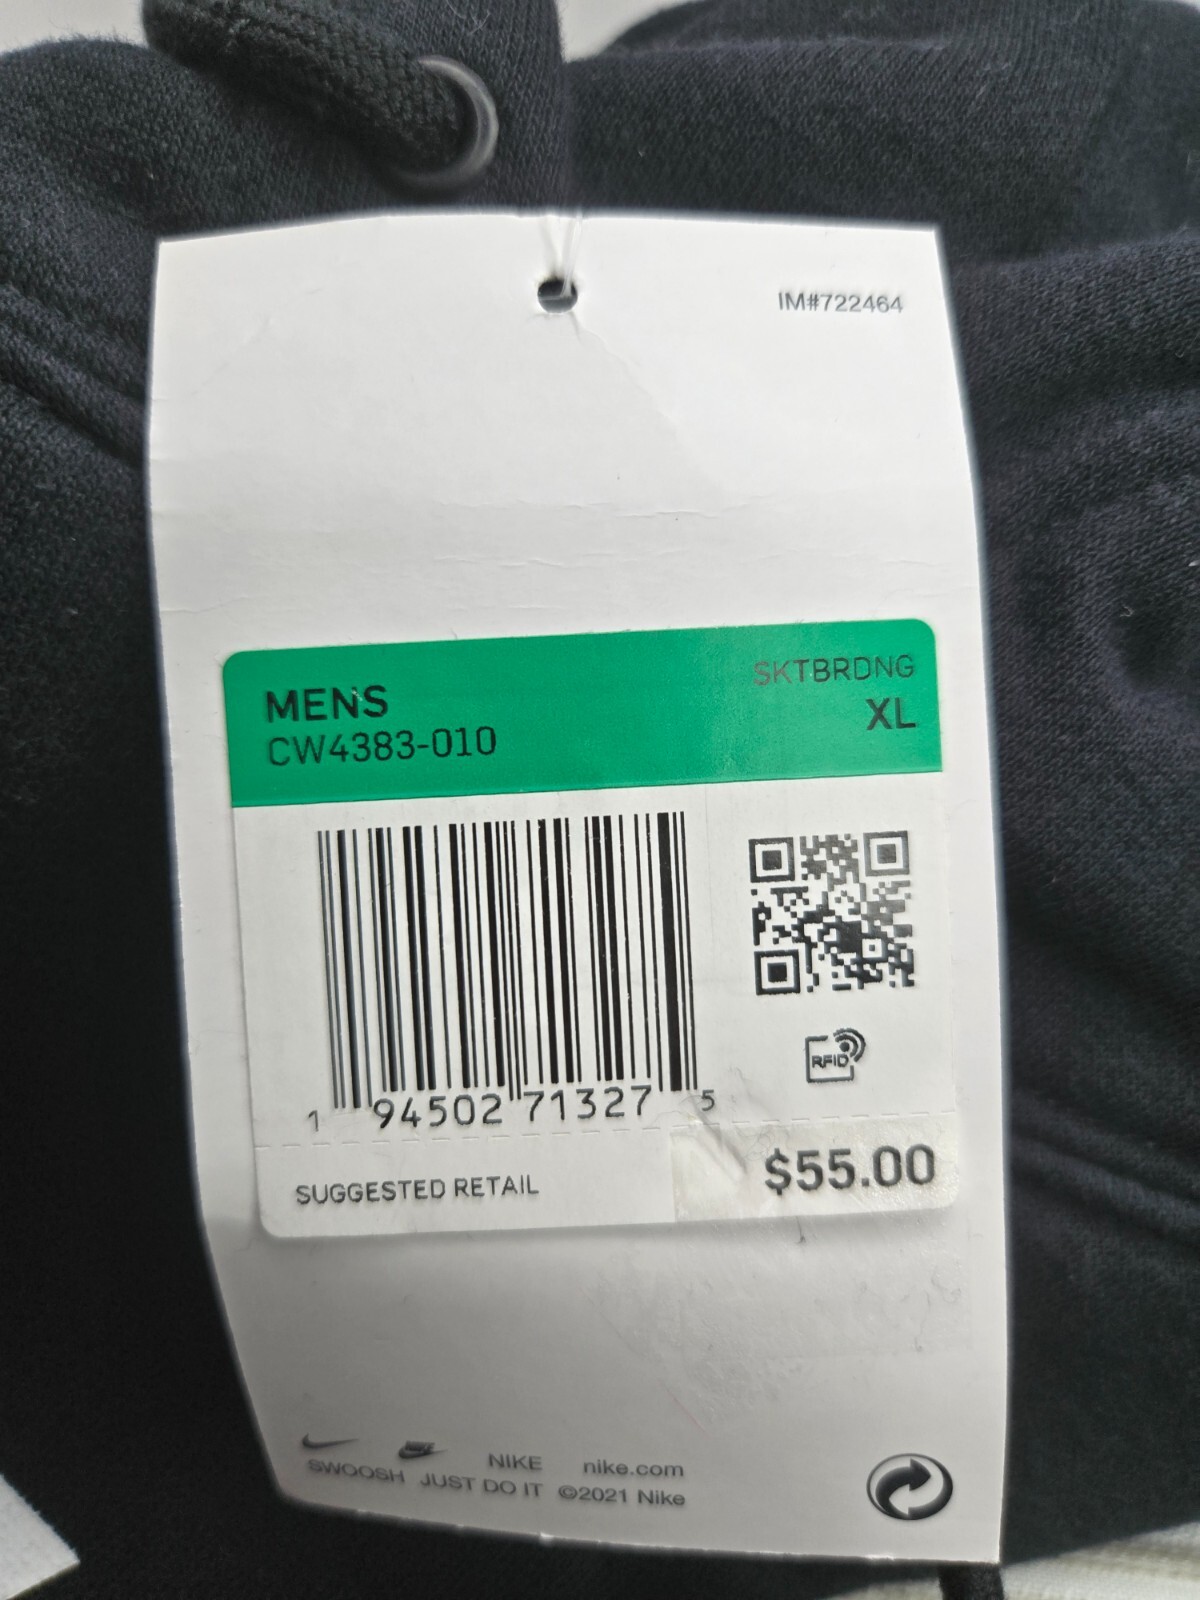 IM#722464
MENS
SKTBRDNG
CW4383-010
XL
1 94502 71327 5
RFID
SUGGESTED RETAIL
$55.00
NIKE nike.com
SWOOSH JUST DO IT ©2021 Nike